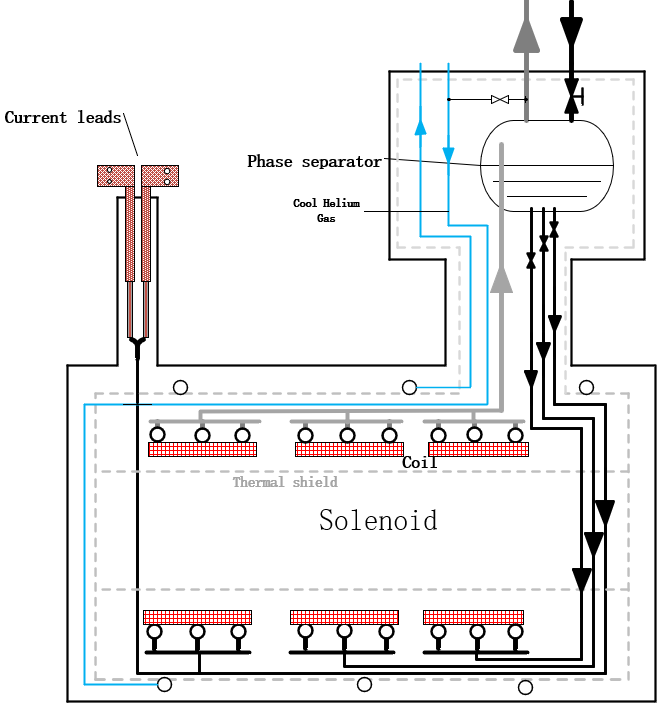 Current leads
Phase separator
Cool Helium
Gas
Coil
Thermal shield
Solenoid